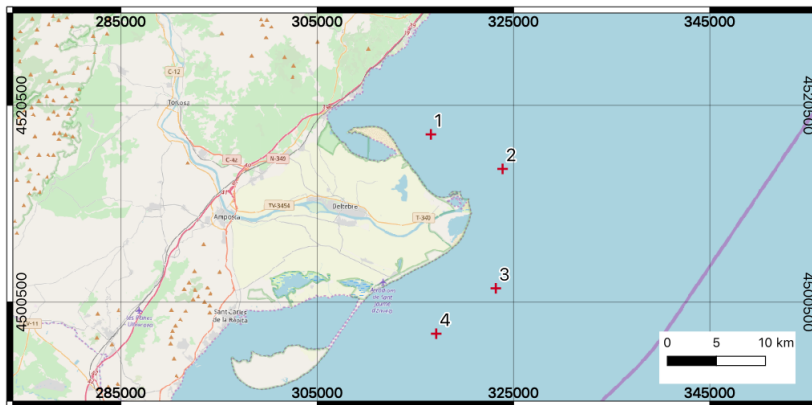 285000 305000 325000 345000
4520500 4520500
C-12
Tortosa
C-42 N-340
TV-3454 Deltebre
Amposta T-340
4500500 4500500
Sant Carles
de la Ràpita
1
2
3
4
0 5 10 km
285000 305000 325000 345000